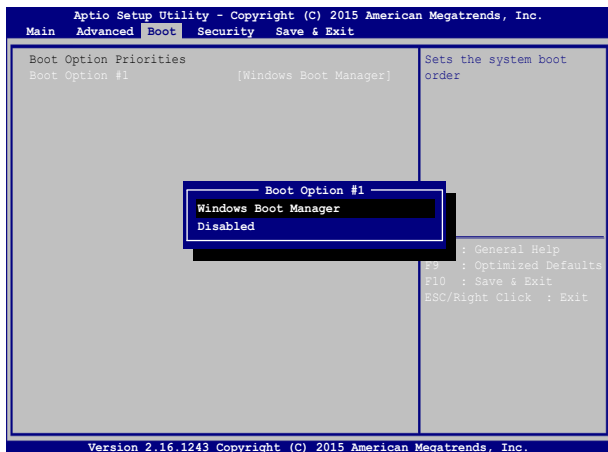 Aptio Setup Utility - Copyright (C) 2015 American Megatrends, Inc.
Main Advanced Boot Security Save & Exit
Boot Option Priorities
Boot Option #1 [Windows Boot Manager]
Sets the system boot
order
Boot Option #1
Windows Boot Manager
Disabled
: General Help
F9 : Optimized Defaults
F10 : Save & Exit
ESC/Right Click : Exit
Version 2.16.1243 Copyright (C) 2015 American Megatrends, Inc.